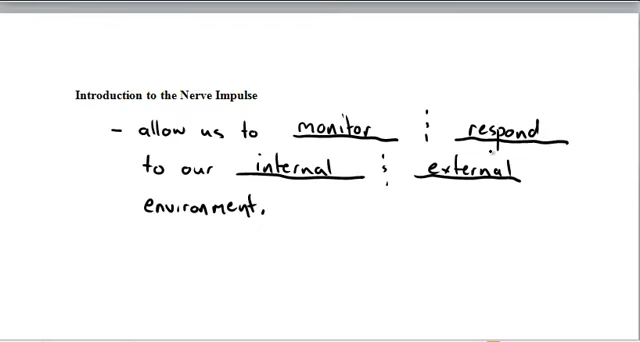 Introduction to the Nerve Impulse
- allow us to monitor & respond
to our internal & external
environment.